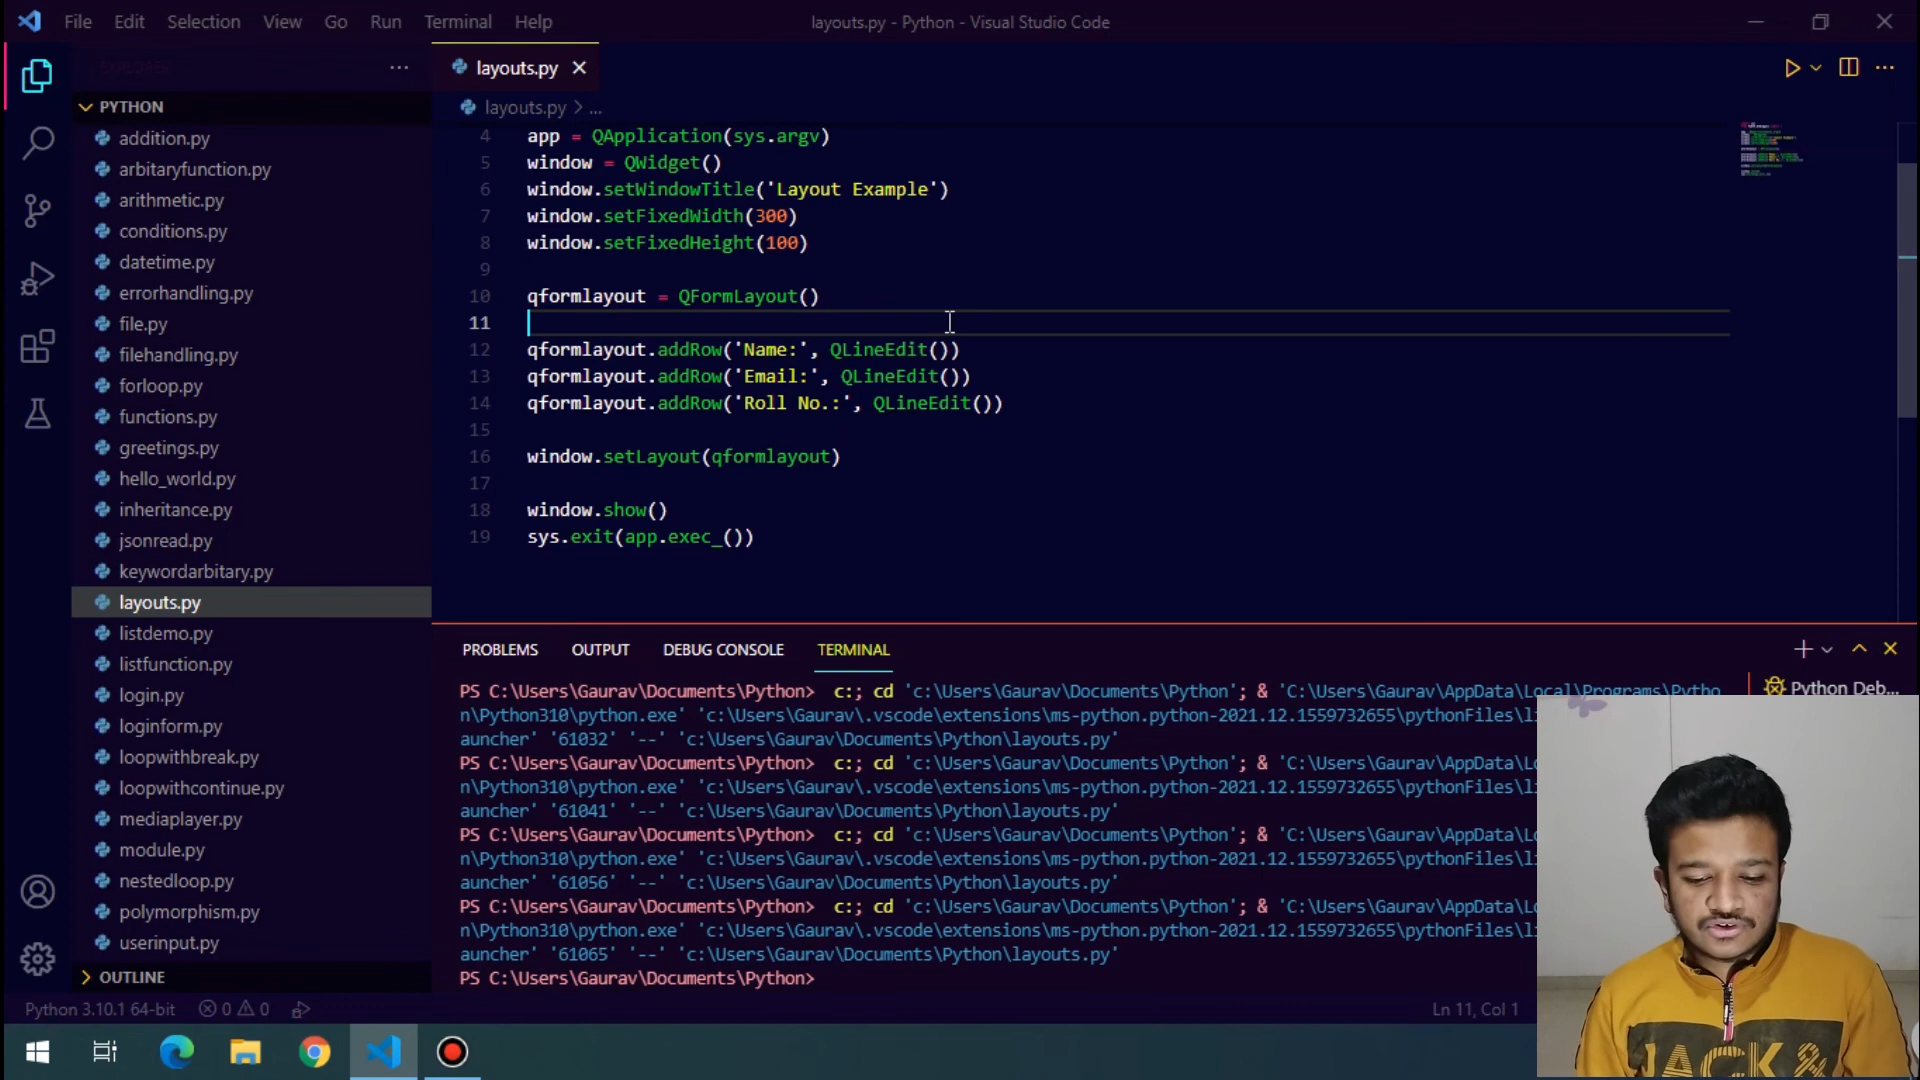 File Edit Selection View Go Run Terminal Help
layouts.py - Python - Visual Studio Code
EXPLORER
PYTHON
addition.py
arbitaryfunction.py
arithmetic.py
conditions.py
datetime.py
errorhandling.py
file.py
filehandling.py
forloop.py
functions.py
greetings.py
hello_world.py
inheritance.py
jsonread.py
keywordarbitary.py
layouts.py
listdemo.py
listfunction.py
login.py
loginform.py
loopwithbreak.py
loopwithcontinue.py
mediaplayer.py
module.py
nestedloop.py
polymorphism.py
userinput.py
OUTLINE
layouts.py
layouts.py > ...
4 app = QApplication(sys.argv)
5 window = QWidget()
6 window.setWindowTitle('Layout Example')
7 window.setFixedWidth(300)
8 window.setFixedHeight(100)
9
10 qformlayout = QFormLayout()
11
12 qformlayout.addRow('Name:', QLineEdit())
13 qformlayout.addRow('Email:', QLineEdit())
14 qformlayout.addRow('Roll No.:', QLineEdit())
15
16 window.setLayout(qformlayout)
17
18 window.show()
19 sys.exit(app.exec_())
PROBLEMS OUTPUT DEBUG CONSOLE TERMINAL
Python Deb...
PS C:\Users\Gaurav\Documents\Python> c:; cd 'c:\Users\Gaurav\Documents\Python'; & 'C:\Users\Gaurav\AppData\Local\Programs\Pytho
n\Python310\python.exe' 'c:\Users\Gaurav\.vscode\extensions\ms-python.python-2021.12.1559732655\pythonFiles\l
auncher' '61032' '--' 'c:\Users\Gaurav\Documents\Python\layouts.py'
PS C:\Users\Gaurav\Documents\Python> c:; cd 'c:\Users\Gaurav\Documents\Python'; & 'C:\Users\Gaurav\AppData\Lo
n\Python310\python.exe' 'c:\Users\Gaurav\.vscode\extensions\ms-python.python-2021.12.1559732655\pythonFiles\l
auncher' '61041' '--' 'c:\Users\Gaurav\Documents\Python\layouts.py'
PS C:\Users\Gaurav\Documents\Python> c:; cd 'c:\Users\Gaurav\Documents\Python'; & 'C:\Users\Gaurav\AppData\Lo
n\Python310\python.exe' 'c:\Users\Gaurav\.vscode\extensions\ms-python.python-2021.12.1559732655\pythonFiles\l
auncher' '61056' '--' 'c:\Users\Gaurav\Documents\Python\layouts.py'
PS C:\Users\Gaurav\Documents\Python> c:; cd 'c:\Users\Gaurav\Documents\Python'; & 'C:\Users\Gaurav\AppData\Lo
n\Python310\python.exe' 'c:\Users\Gaurav\.vscode\extensions\ms-python.python-2021.12.1559732655\pythonFiles\l
auncher' '61065' '--' 'c:\Users\Gaurav\Documents\Python\layouts.py'
PS C:\Users\Gaurav\Documents\Python>
Python 3.10.1 64-bit 0 0
Ln 11, Col 1
JACK &